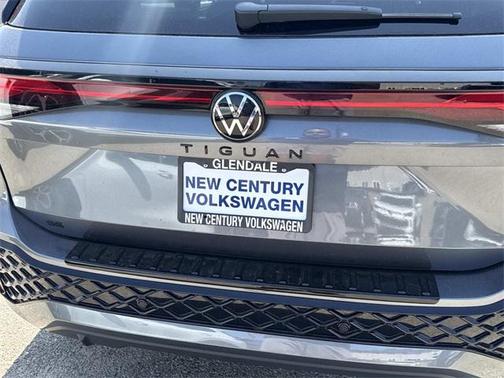 TIGUAN
GLENDALE
NEW CENTURY
VOLKSWAGEN
NEW CENTURY VOLKSWAGEN